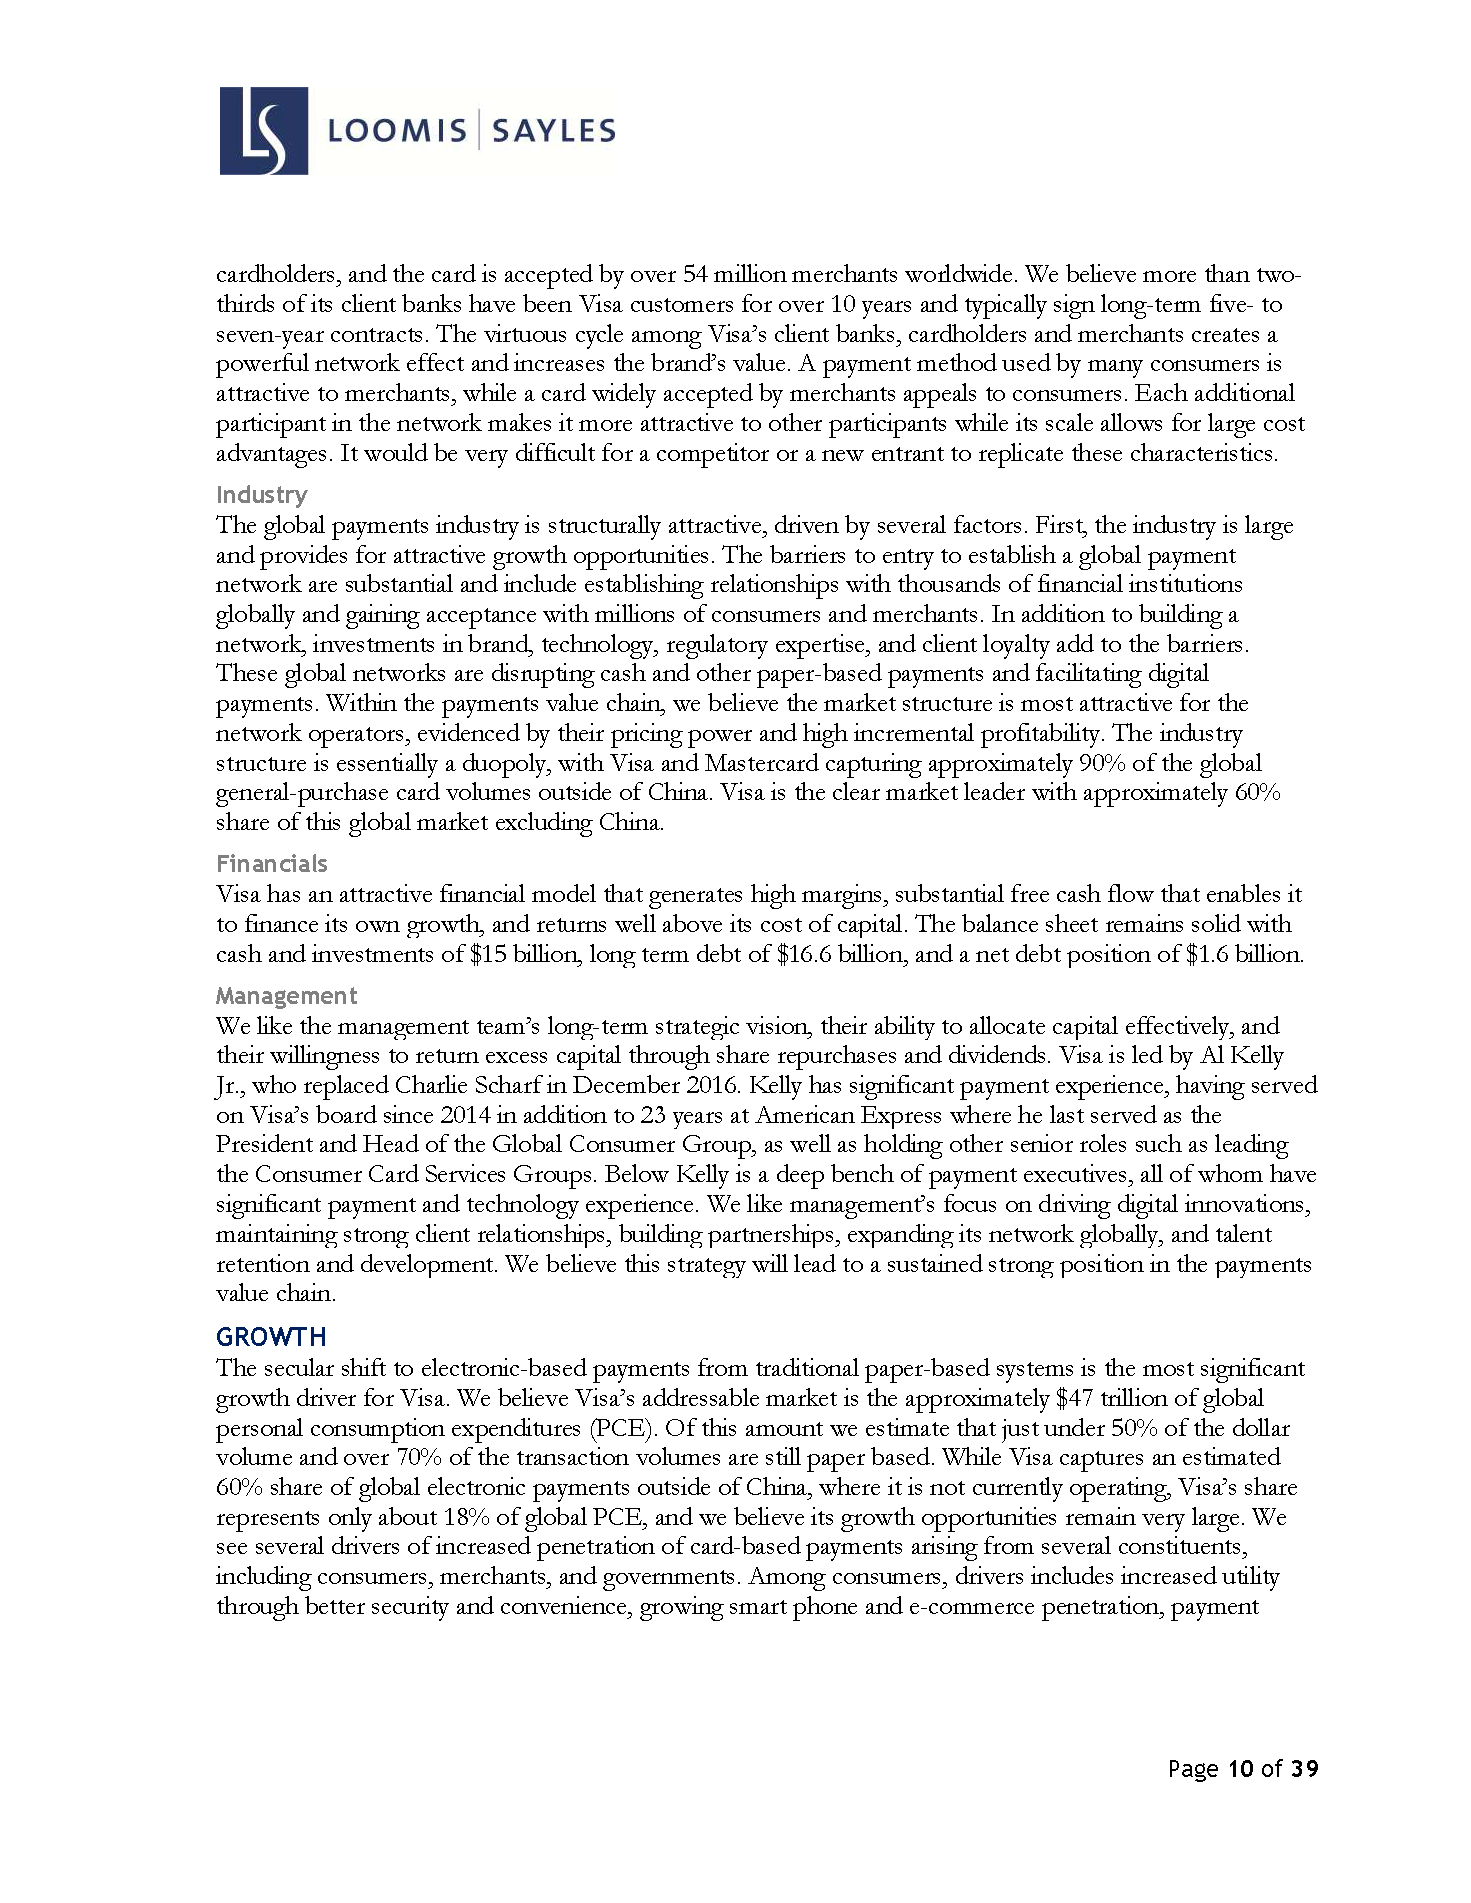 LS LOOMIS | SAYLES
cardholders, and the card is accepted by over 54 million merchants worldwide. We believe more than two-
thirds of its client banks have been Visa customers for over 10 years and typically sign long-term five- to
seven-year contracts. The virtuous cycle among Visa’s client banks, cardholders and merchants creates a
powerful network effect and increases the brand’s value. A payment method used by many consumers is
attractive to merchants, while a card widely accepted by merchants appeals to consumers. Each additional
participant in the network makes it more attractive to other participants while its scale allows for large cost
advantages. It would be very difficult for a competitor or a new entrant to replicate these characteristics.
Industry
The global payments industry is structurally attractive, driven by several factors. First, the industry is large
and provides for attractive growth opportunities. The barriers to entry to establish a global payment
network are substantial and include establishing relationships with thousands of financial institutions
globally and gaining acceptance with millions of consumers and merchants. In addition to building a
network, investments in brand, technology, regulatory expertise, and client loyalty add to the barriers.
These global networks are disrupting cash and other paper-based payments and facilitating digital
payments. Within the payments value chain, we believe the market structure is most attractive for the
network operators, evidenced by their pricing power and high incremental profitability. The industry
structure is essentially a duopoly, with Visa and Mastercard capturing approximately 90% of the global
general-purchase card volumes outside of China. Visa is the clear market leader with approximately 60%
share of this global market excluding China.
Financials
Visa has an attractive financial model that generates high margins, substantial free cash flow that enables it
to finance its own growth, and returns well above its cost of capital. The balance sheet remains solid with
cash and investments of $15 billion, long term debt of $16.6 billion, and a net debt position of $1.6 billion.
Management
We like the management team’s long-term strategic vision, their ability to allocate capital effectively, and
their willingness to return excess capital through share repurchases and dividends. Visa is led by Al Kelly
Jr., who replaced Charlie Scharf in December 2016. Kelly has significant payment experience, having served
on Visa’s board since 2014 in addition to 23 years at American Express where he last served as the
President and Head of the Global Consumer Group, as well as holding other senior roles such as leading
the Consumer Card Services Groups. Below Kelly is a deep bench of payment executives, all of whom have
significant payment and technology experience. We like management’s focus on driving digital innovations,
maintaining strong client relationships, building partnerships, expanding its network globally, and talent
retention and development. We believe this strategy will lead to a sustained strong position in the payments
value chain.
GROWTH
The secular shift to electronic-based payments from traditional paper-based systems is the most significant
growth driver for Visa. We believe Visa’s addressable market is the approximately $47 trillion of global
personal consumption expenditures (PCE). Of this amount we estimate that just under 50% of the dollar
volume and over 70% of the transaction volumes are still paper based. While Visa captures an estimated
60% share of global electronic payments outside of China, where it is not currently operating, Visa’s share
represents only about 18% of global PCE, and we believe its growth opportunities remain very large. We
see several drivers of increased penetration of card-based payments arising from several constituents,
including consumers, merchants, and governments. Among consumers, drivers includes increased utility
through better security and convenience, growing smart phone and e-commerce penetration, payment
Page 10 of 39